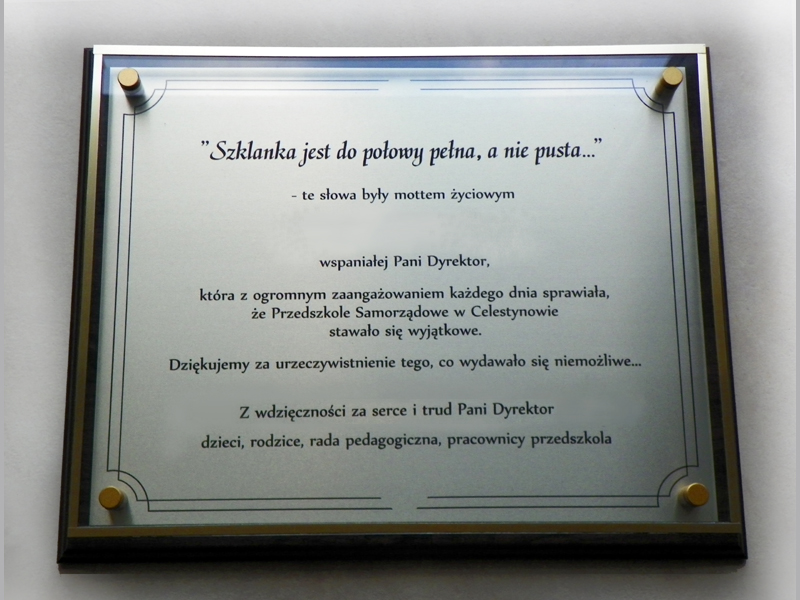 "Szklanka jest do połowy pełna, a nie pusta..."
- te słowa były mottem życiowym
wspaniałej Pani Dyrektor,
która z ogromnym zaangażowaniem każdego dnia sprawiała,
że Przedszkole Samorządowe w Celestynowie
stawało się wyjątkowe.
Dziękujemy za urzeczywistnienie tego, co wydawało się niemożliwe...
Z wdzięczności za serce i trud Pani Dyrektor
dzieci, rodzice, rada pedagogiczna, pracownicy przedszkola